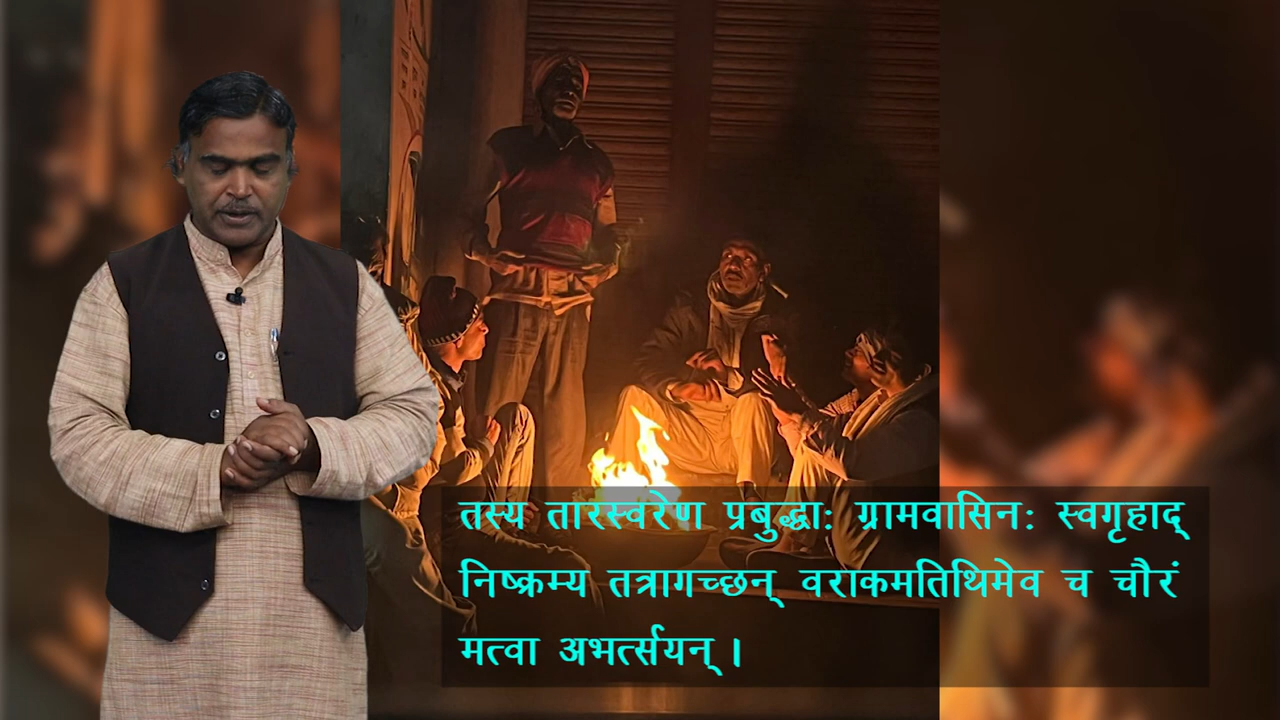 तस्य तारस्वरेण प्रबुद्धाः ग्रामवासिनः स्वगृहाद्
निष्क्रम्य तत्रागच्छन् वराकमतिथिमेव च चौरं
मत्वा अभर्त्सयन् ।